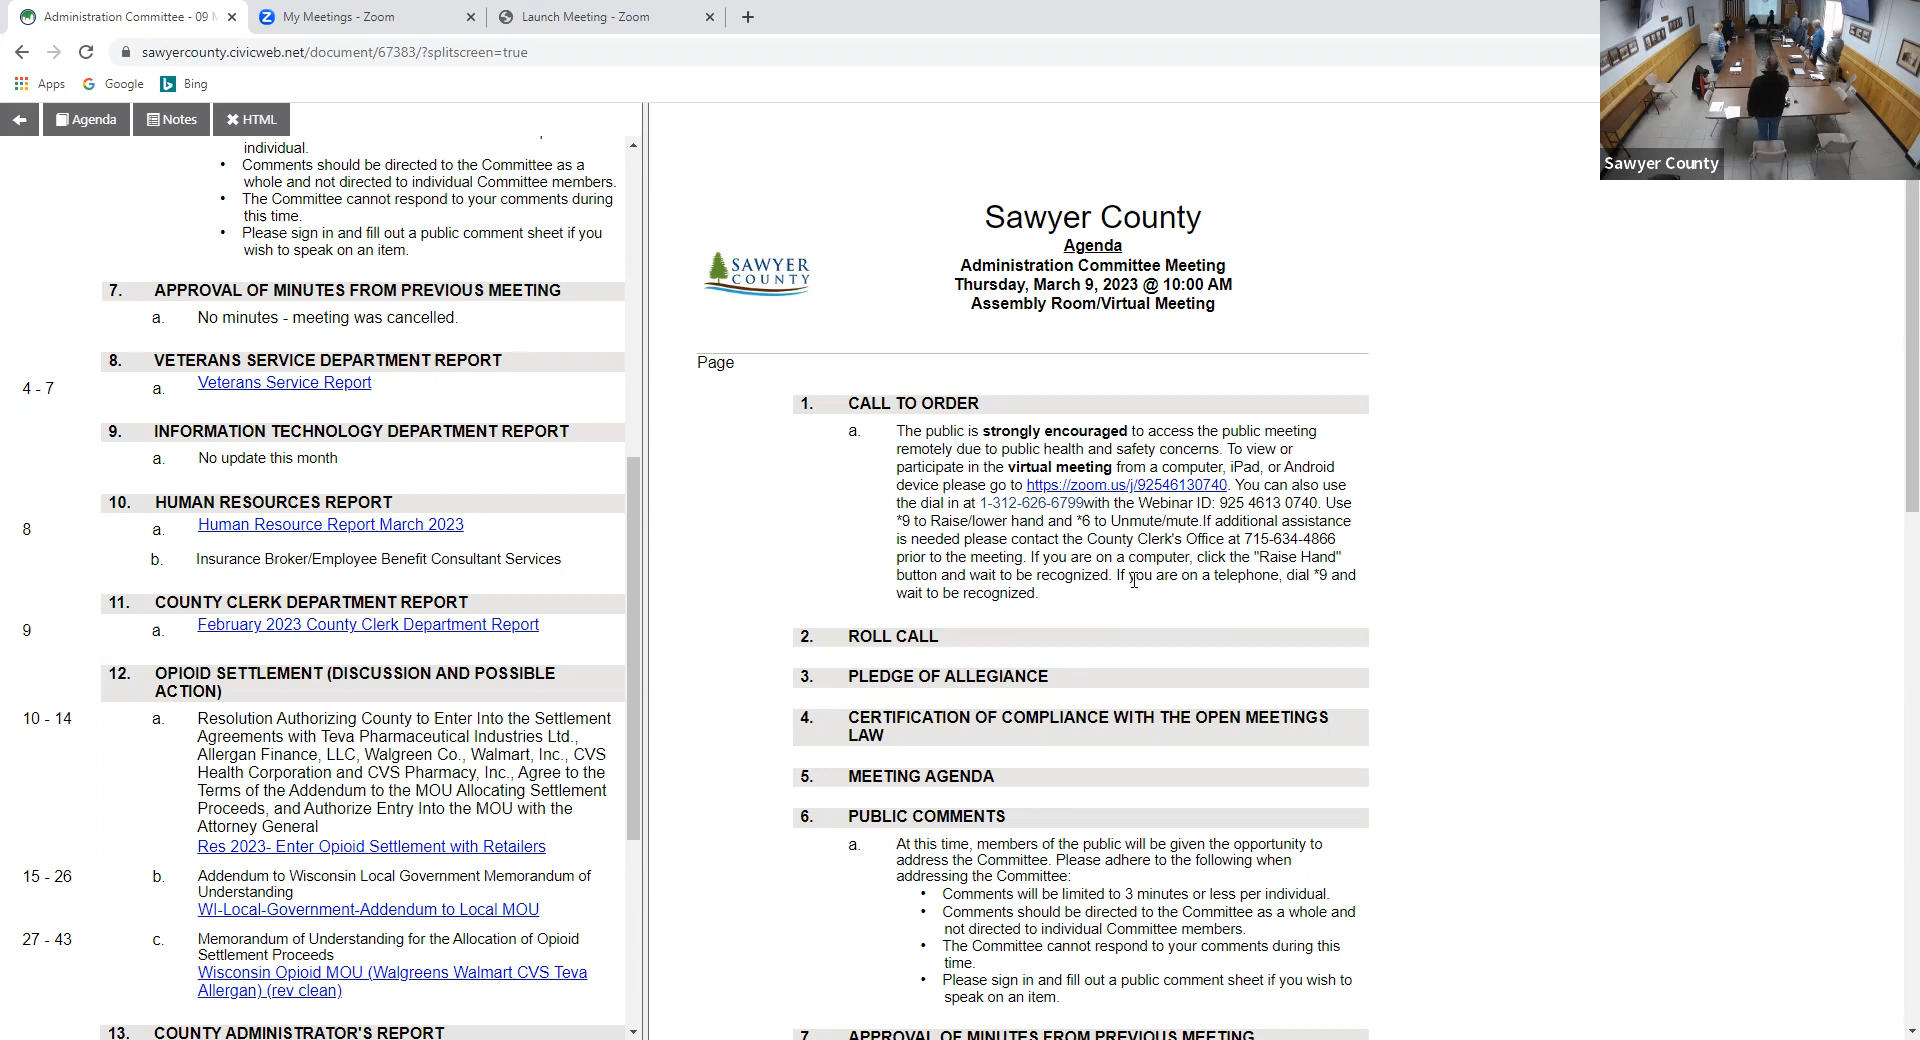 Administration Committee - 09
My Meetings - Zoom
Launch Meeting - Zoom
sawyercounty.civicweb.net/document/67383/?splitscreen=true
Apps
Google
Bing
Agenda
Notes
HTML
individual.
• Comments should be directed to the Committee as a
whole and not directed to individual Committee members.
• The Committee cannot respond to your comments during
this time.
• Please sign in and fill out a public comment sheet if you
wish to speak on an item.
7. APPROVAL OF MINUTES FROM PREVIOUS MEETING
a. No minutes - meeting was cancelled.
8. VETERANS SERVICE DEPARTMENT REPORT
4 - 7 a. Veterans Service Report
9. INFORMATION TECHNOLOGY DEPARTMENT REPORT
a. No update this month
10. HUMAN RESOURCES REPORT
8 a. Human Resource Report March 2023
b. Insurance Broker/Employee Benefit Consultant Services
11. COUNTY CLERK DEPARTMENT REPORT
9 a. February 2023 County Clerk Department Report
12. OPIOID SETTLEMENT (DISCUSSION AND POSSIBLE
ACTION)
10 - 14 a. Resolution Authorizing County to Enter Into the Settlement
Agreements with Teva Pharmaceutical Industries Ltd.,
Allergan Finance, LLC, Walgreen Co., Walmart, Inc., CVS
Health Corporation and CVS Pharmacy, Inc., Agree to the
Terms of the Addendum to the MOU Allocating Settlement
Proceeds, and Authorize Entry Into the MOU with the
Attorney General
Res 2023- Enter Opioid Settlement with Retailers
15 - 26 b. Addendum to Wisconsin Local Government Memorandum of
Understanding
WI-Local-Government-Addendum to Local MOU
27 - 43 c. Memorandum of Understanding for the Allocation of Opioid
Settlement Proceeds
Wisconsin Opioid MOU (Walgreens Walmart CVS Teva
Allergan) (rev clean)
13. COUNTY ADMINISTRATOR'S REPORT
SAWYER
COUNTY
Sawyer County
Agenda
Administration Committee Meeting
Thursday, March 9, 2023 @ 10:00 AM
Assembly Room/Virtual Meeting
Page
1. CALL TO ORDER
a. The public is strongly encouraged to access the public meeting
remotely due to public health and safety concerns. To view or
participate in the virtual meeting from a computer, iPad, or Android
device please go to https://zoom.us/j/92546130740. You can also use
the dial in at 1-312-626-6799with the Webinar ID: 925 4613 0740. Use
*9 to Raise/lower hand and *6 to Unmute/mute.If additional assistance
is needed please contact the County Clerk's Office at 715-634-4866
prior to the meeting. If you are on a computer, click the "Raise Hand"
button and wait to be recognized. If you are on a telephone, dial *9 and
wait to be recognized.
2. ROLL CALL
3. PLEDGE OF ALLEGIANCE
4. CERTIFICATION OF COMPLIANCE WITH THE OPEN MEETINGS
LAW
5. MEETING AGENDA
6. PUBLIC COMMENTS
a. At this time, members of the public will be given the opportunity to
address the Committee. Please adhere to the following when
addressing the Committee:
• Comments will be limited to 3 minutes or less per individual.
• Comments should be directed to the Committee as a whole and
not directed to individual Committee members.
• The Committee cannot respond to your comments during this
time.
• Please sign in and fill out a public comment sheet if you wish to
speak on an item.
7. APPROVAL OF MINUTES FROM PREVIOUS MEETING
Sawyer County